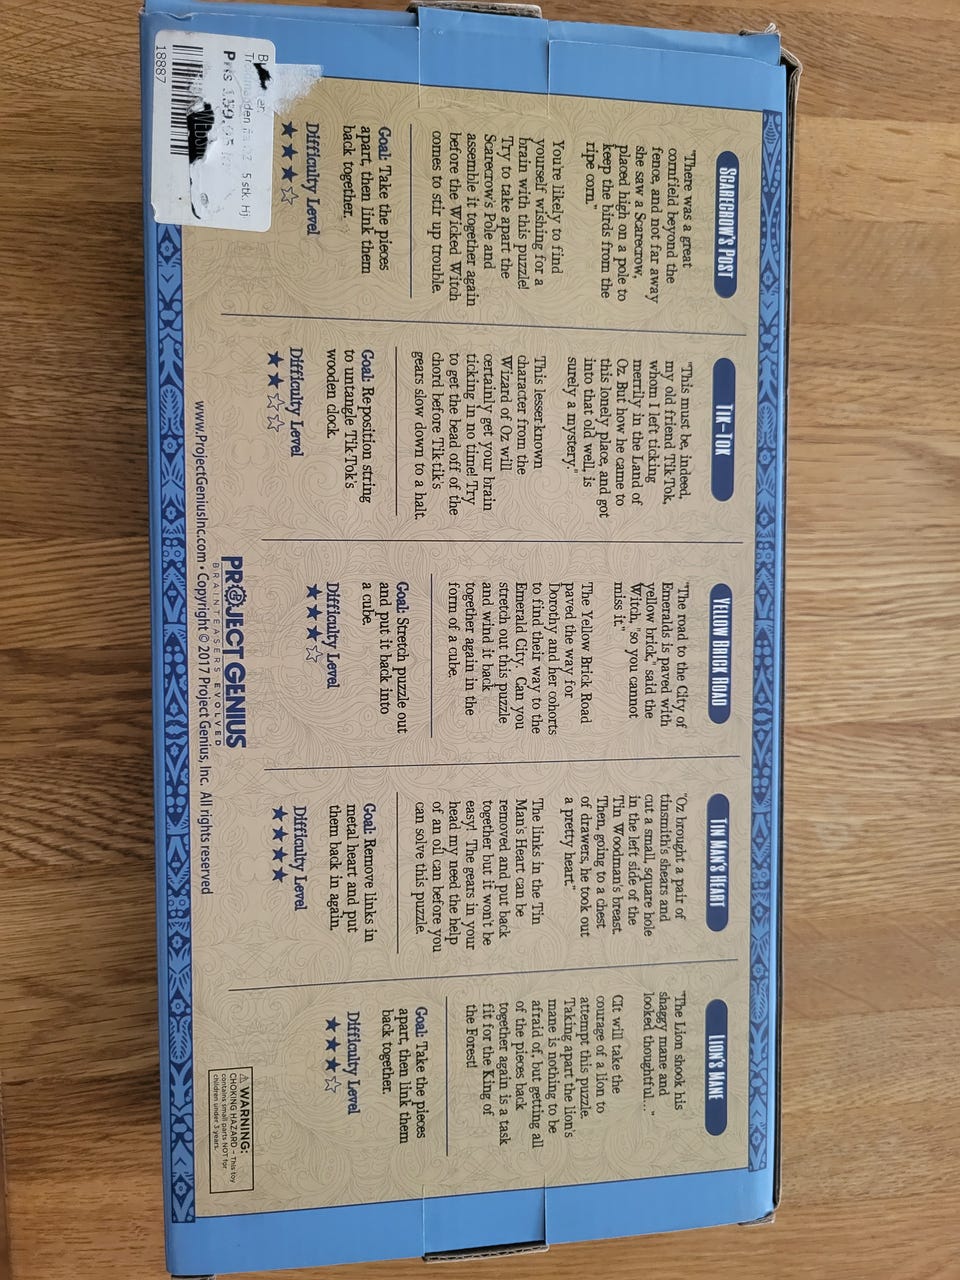 SCARECROW'S POST
"There was a great
cornfield beyond the
fence, and not far away
she saw a Scarecrow,
placed high on a pole to
keep the birds from the
ripe corn."
You're likely to find
yourself wishing for a
brain with this puzzle!
Try to take apart the
Scarecrow's Pole and
assemble it together again
before the Wicked Witch
comes to stir up trouble.
Goal: Take the pieces
apart, then link them
back together.
Difficulty Level
TIK-TOK
"This must be, indeed,
my old friend Tik-Tok,
whom I left ticking
merrily in the Land of
Oz. But how he came to
this lonely place, and got
into that old well, is
surely a mystery."
This lesser-known
character from the
Wizard of Oz will
certainly get your brain
ticking in no time! Try
to get the bead off of the
chord before Tik-tik's
gears slow down to a halt.
Goal: Re-position string
to untangle Tik-Tok's
wooden clock.
Difficulty Level
YELLOW BRICK ROAD
"The road to the City of
Emeralds is paved with
yellow brick," said the
Witch, "so you cannot
miss it."
The Yellow Brick Road
paved the way for
Dorothy and her cohorts
to find their way to the
Emerald City. Can you
stretch out this puzzle
and wind it back
together again in the
form of a cube.
Goal: Stretch puzzle out
and put it back into
a cube.
Difficulty Level
TIN MAN'S HEART
"Oz brought a pair of
tinsmith's shears and
cut a small, square hole
in the left side of the
Tin Woodman's breast.
Then, going to a chest
of drawers, he took out
a pretty heart."
The links in the Tin
Man's Heart can be
removed and put back
together but it won't be
easy! The gears in your
head my need the help
of an oil can before you
can solve this puzzle.
Goal: Remove links in
metal heart and put
them back in again.
Difficulty Level
LION'S MANE
"The Lion shook his
shaggy mane and
looked thoughtful..."
CIt will take the
courage of a lion to
attempt this puzzle.
Taking apart the lion's
mane is nothing to be
afraid of, but getting all
of the pieces back
together again is a task
fit for the King of
the Forest!
Goal: Take the pieces
apart, then link them
back together.
Difficulty Level
PROJECT GENIUS
BRAINTEASERS EVOLVED
www.ProjectGeniusInc.com • Copyright © 2017 Project Genius, Inc. All rights reserved
WARNING:
CHOKING HAZARD – This toy
contains small parts NOT for
children under 3 years.
5 stk. Hj
18887